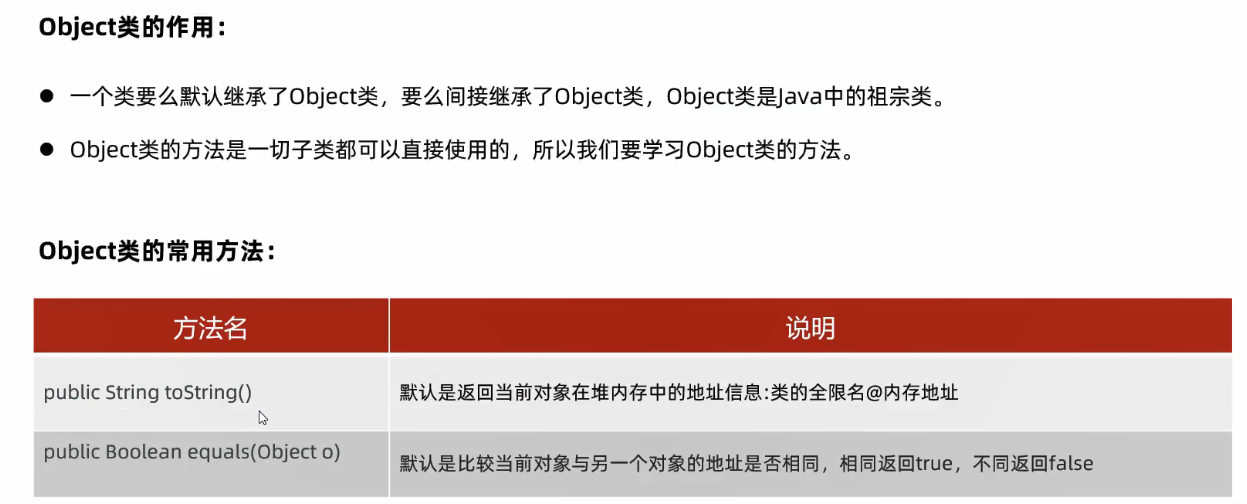 Object类的作用：
● 一个类要么默认继承了Object类，要么间接继承了Object类，Object类是Java中的祖宗类。
● Object类的方法是一切子类都可以直接使用的，所以我们要学习Object类的方法。
Object类的常用方法：
方法名 说明
public String toString() 默认是返回当前对象在堆内存中的地址信息:类的全限名@内存地址
public Boolean equals(Object o) 默认是比较当前对象与另一个对象的地址是否相同，相同返回true，不同返回false